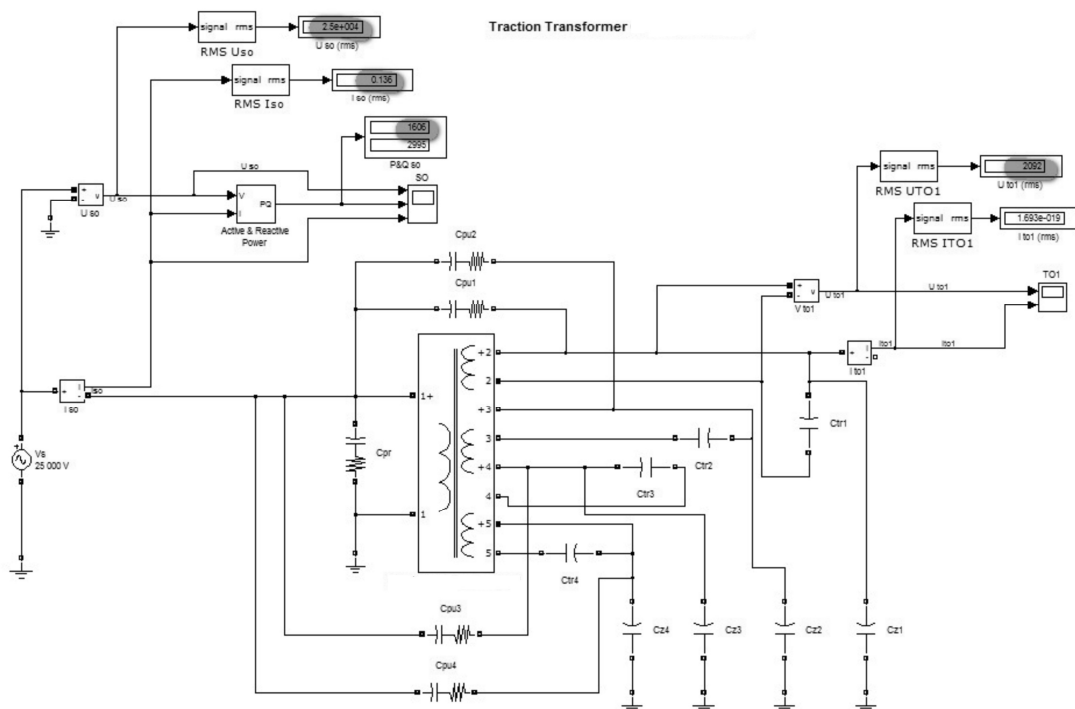 Traction Transformer
signal rms
RMS Uso
2.5e+004
U so (rms)
signal rms
RMS Iso
0.136
I so (rms)
1606
2995
P&Q so
+
-
v
U so
U so
U so
V
I
PQ
Active & Reactive
Power
SO
signal rms
RMS UTO1
2092
U to1 (rms)
signal rms
RMS ITO1
1.693e-019
I to1 (rms)
Cpu2
Cpu1
+
-
v
V to1
U to1
U to1
TO1
+
i
-
I to1
Ito1
Ito1
+
i
-
I so
Iso
+
Vs
25 000 V
Cpr
1+
1
+2
2
+3
3
+4
4
+5
5
Ctr1
Ctr2
Ctr3
Ctr4
Cpu3
Cpu4
Cz4
Cz3
Cz2
Cz1